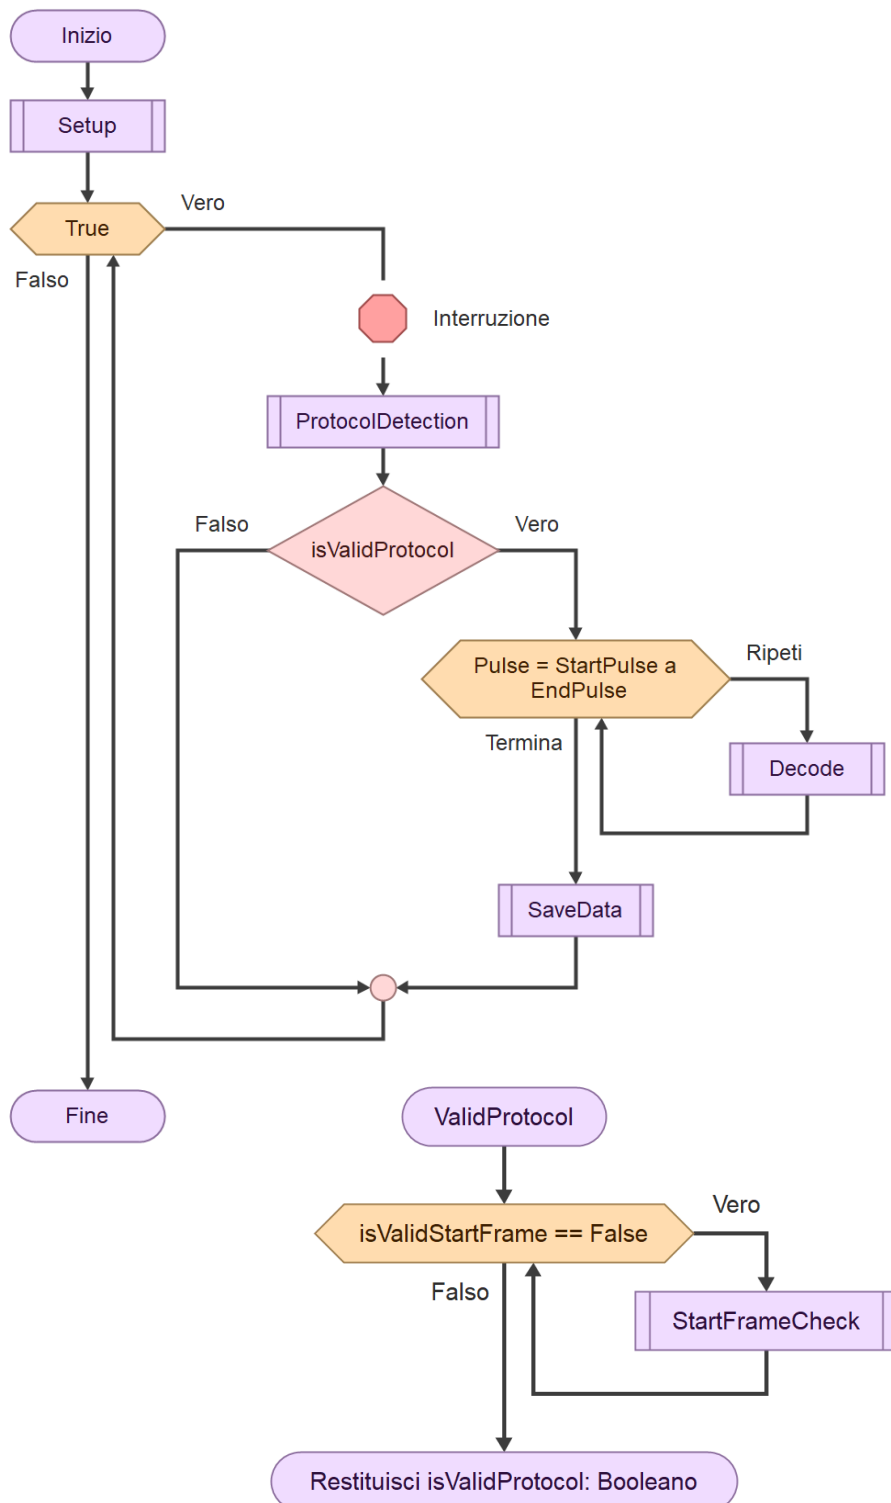 Inizio
Setup
True
Vero
Falso
Interruzione
ProtocolDetection
isValidProtocol
Falso
Vero
Pulse = StartPulse a
EndPulse
Ripeti
Termina
Decode
SaveData
Fine
ValidProtocol
isValidStartFrame == False
Vero
Falso
StartFrameCheck
Restituisci isValidProtocol: Booleano